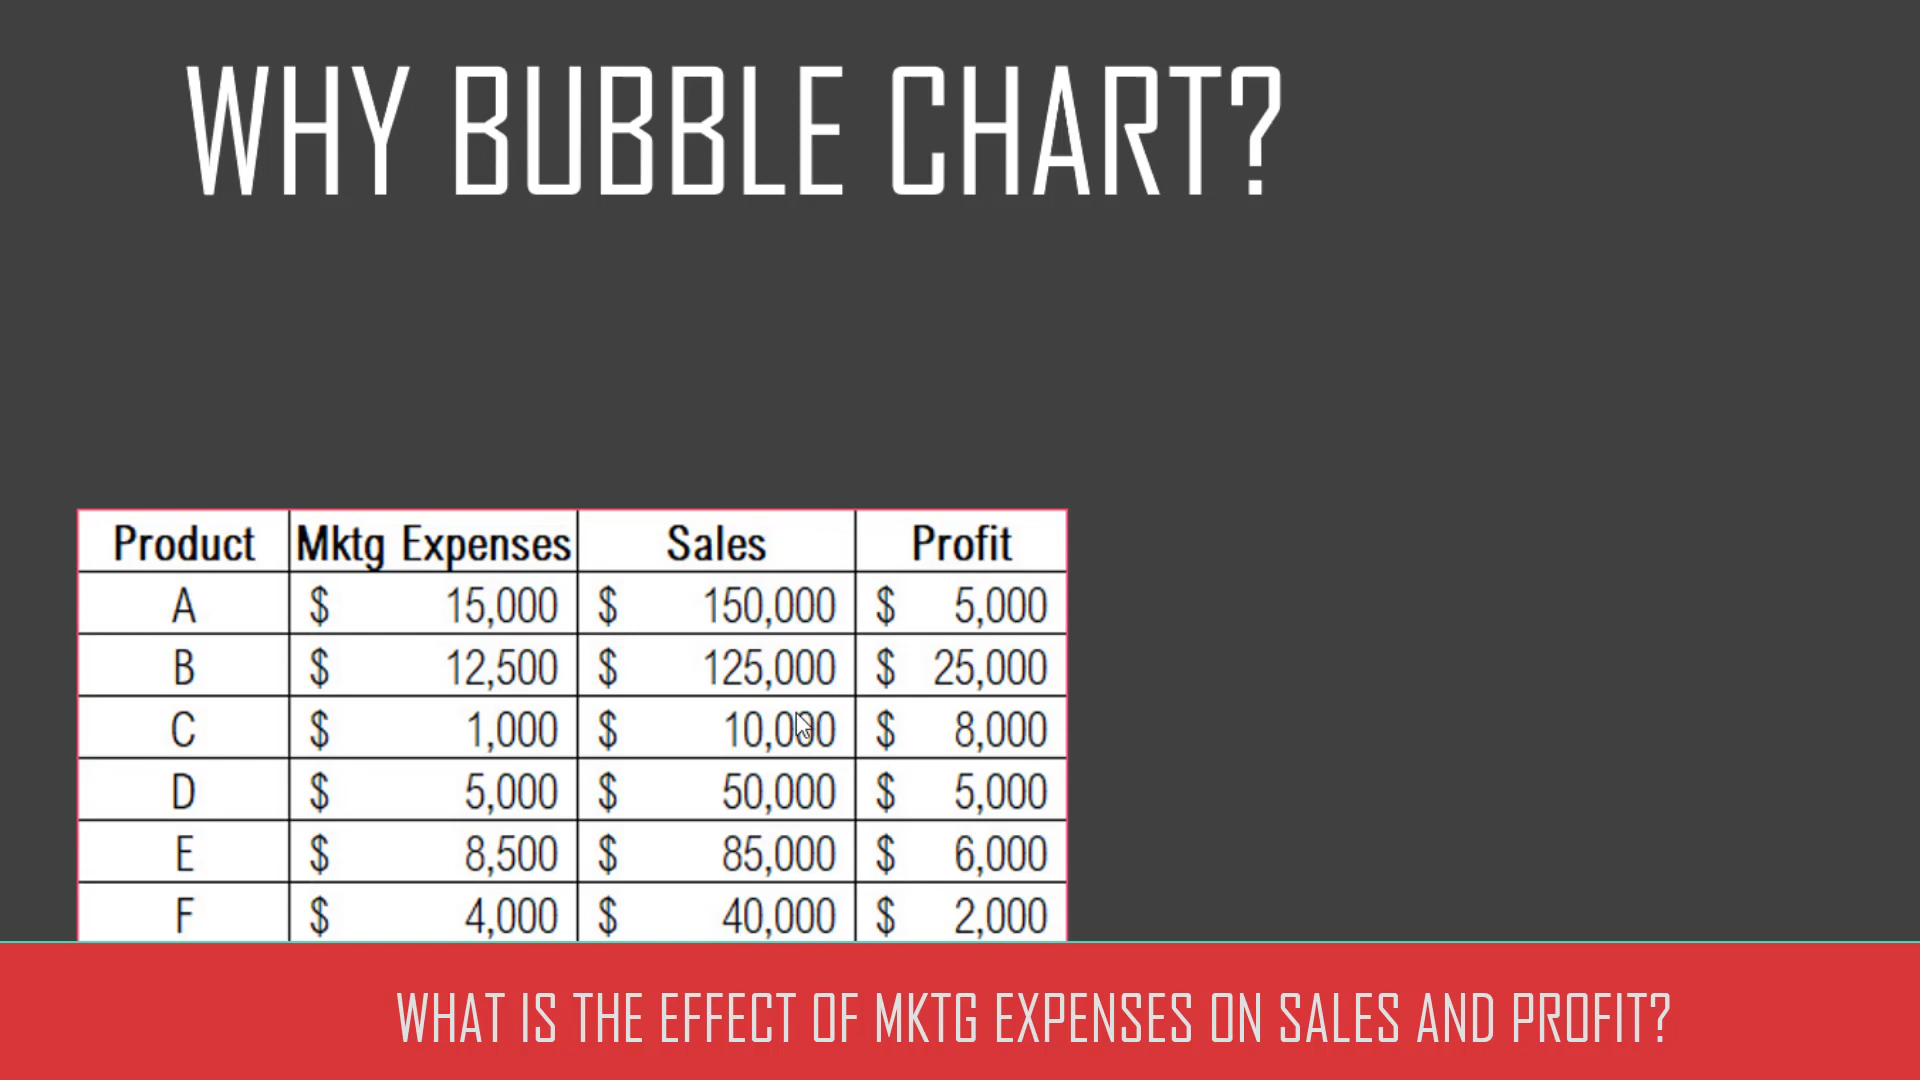 WHY BUBBLE CHART?
Product Mktg Expenses Sales Profit
A $ 15,000 $ 150,000 $ 5,000
B $ 12,500 $ 125,000 $ 25,000
C $ 1,000 $ 10,000 $ 8,000
D $ 5,000 $ 50,000 $ 5,000
E $ 8,500 $ 85,000 $ 6,000
F $ 4,000 $ 40,000 $ 2,000
WHAT IS THE EFFECT OF MKTG EXPENSES ON SALES AND PROFIT?